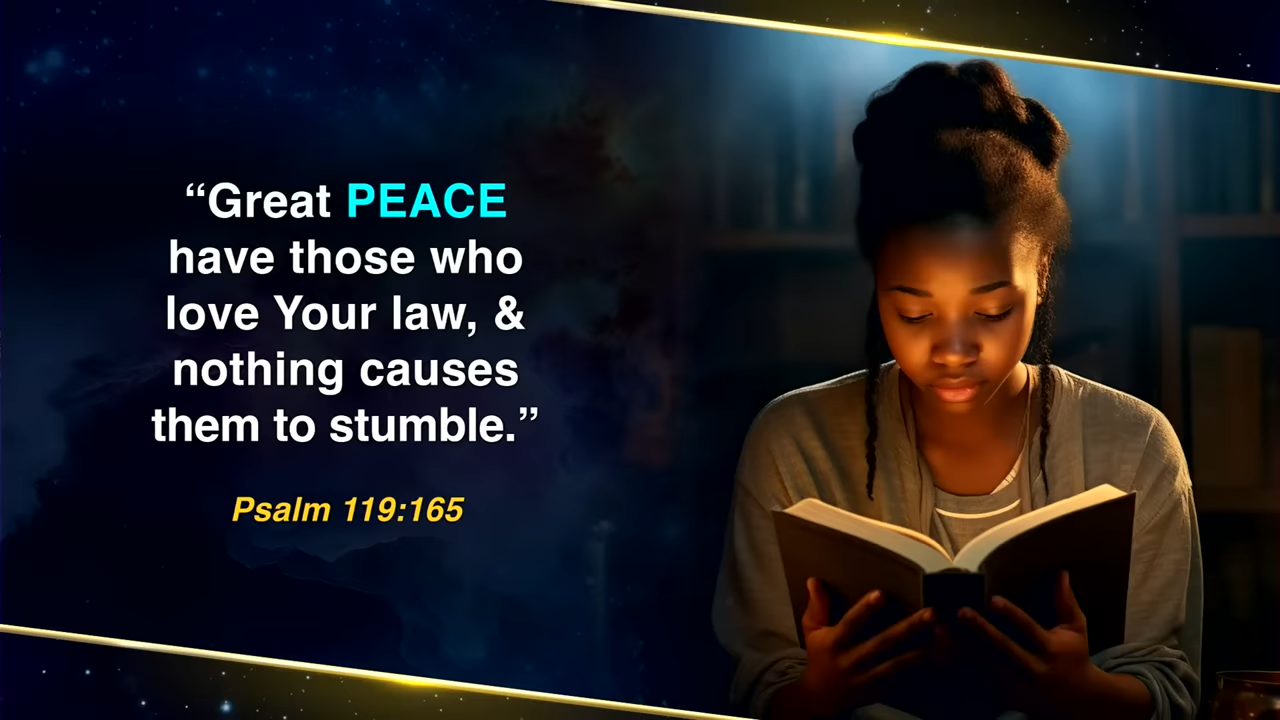 “Great PEACE
have those who
love Your law, &
nothing causes
them to stumble.”
Psalm 119:165